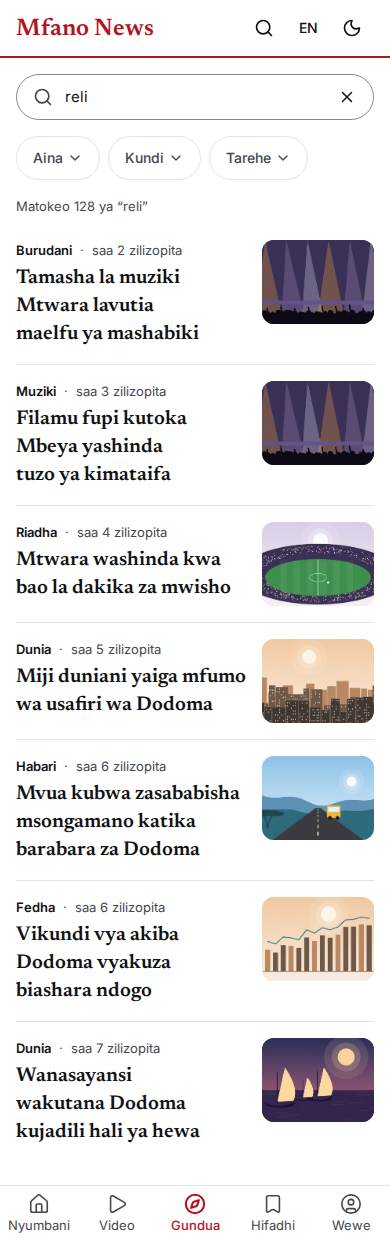 Mfano News
EN
reli
Aina
Kundi
Tarehe
Matokeo 128 ya “reli”
Burudani · saa 2 zilizopita
Tamasha la muziki
Mtwara lavutia
maelfu ya mashabiki
Muziki · saa 3 zilizopita
Filamu fupi kutoka
Mbeya yashinda
tuzo ya kimataifa
Riadha · saa 4 zilizopita
Mtwara washinda kwa
bao la dakika za mwisho
Dunia · saa 5 zilizopita
Miji duniani yaiga mfumo
wa usafiri wa Dodoma
Habari · saa 6 zilizopita
Mvua kubwa zasababisha
msongamano katika
barabara za Dodoma
Fedha · saa 6 zilizopita
Vikundi vya akiba
Dodoma vyakuza
biashara ndogo
Dunia · saa 7 zilizopita
Wanasayansi
wakutana Dodoma
kujadili hali ya hewa
Nyumbani
Video
Gundua
Hifadhi
Wewe